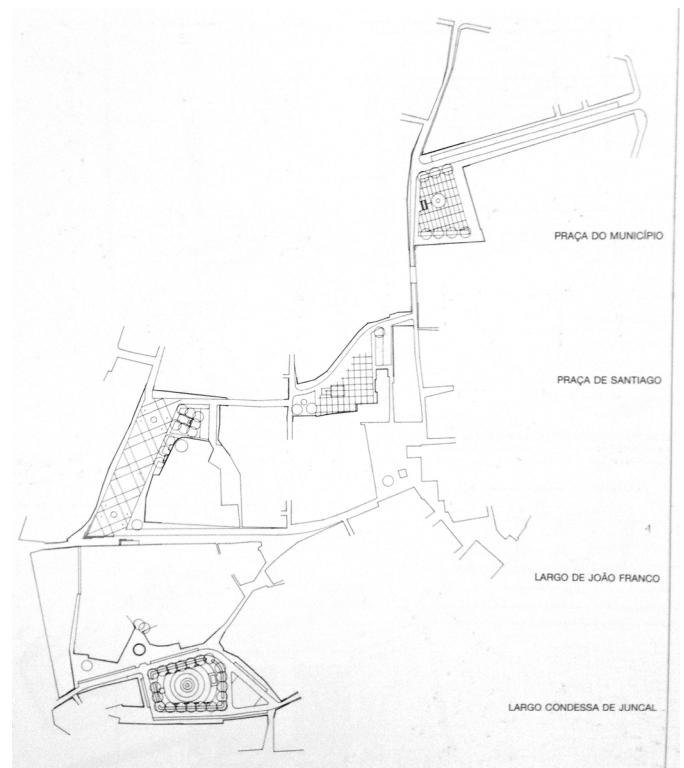 PRAÇA DO MUNICÍPIO
PRAÇA DE SANTIAGO
LARGO DE JOÃO FRANCO
LARGO CONDESSA DE JUNCAL